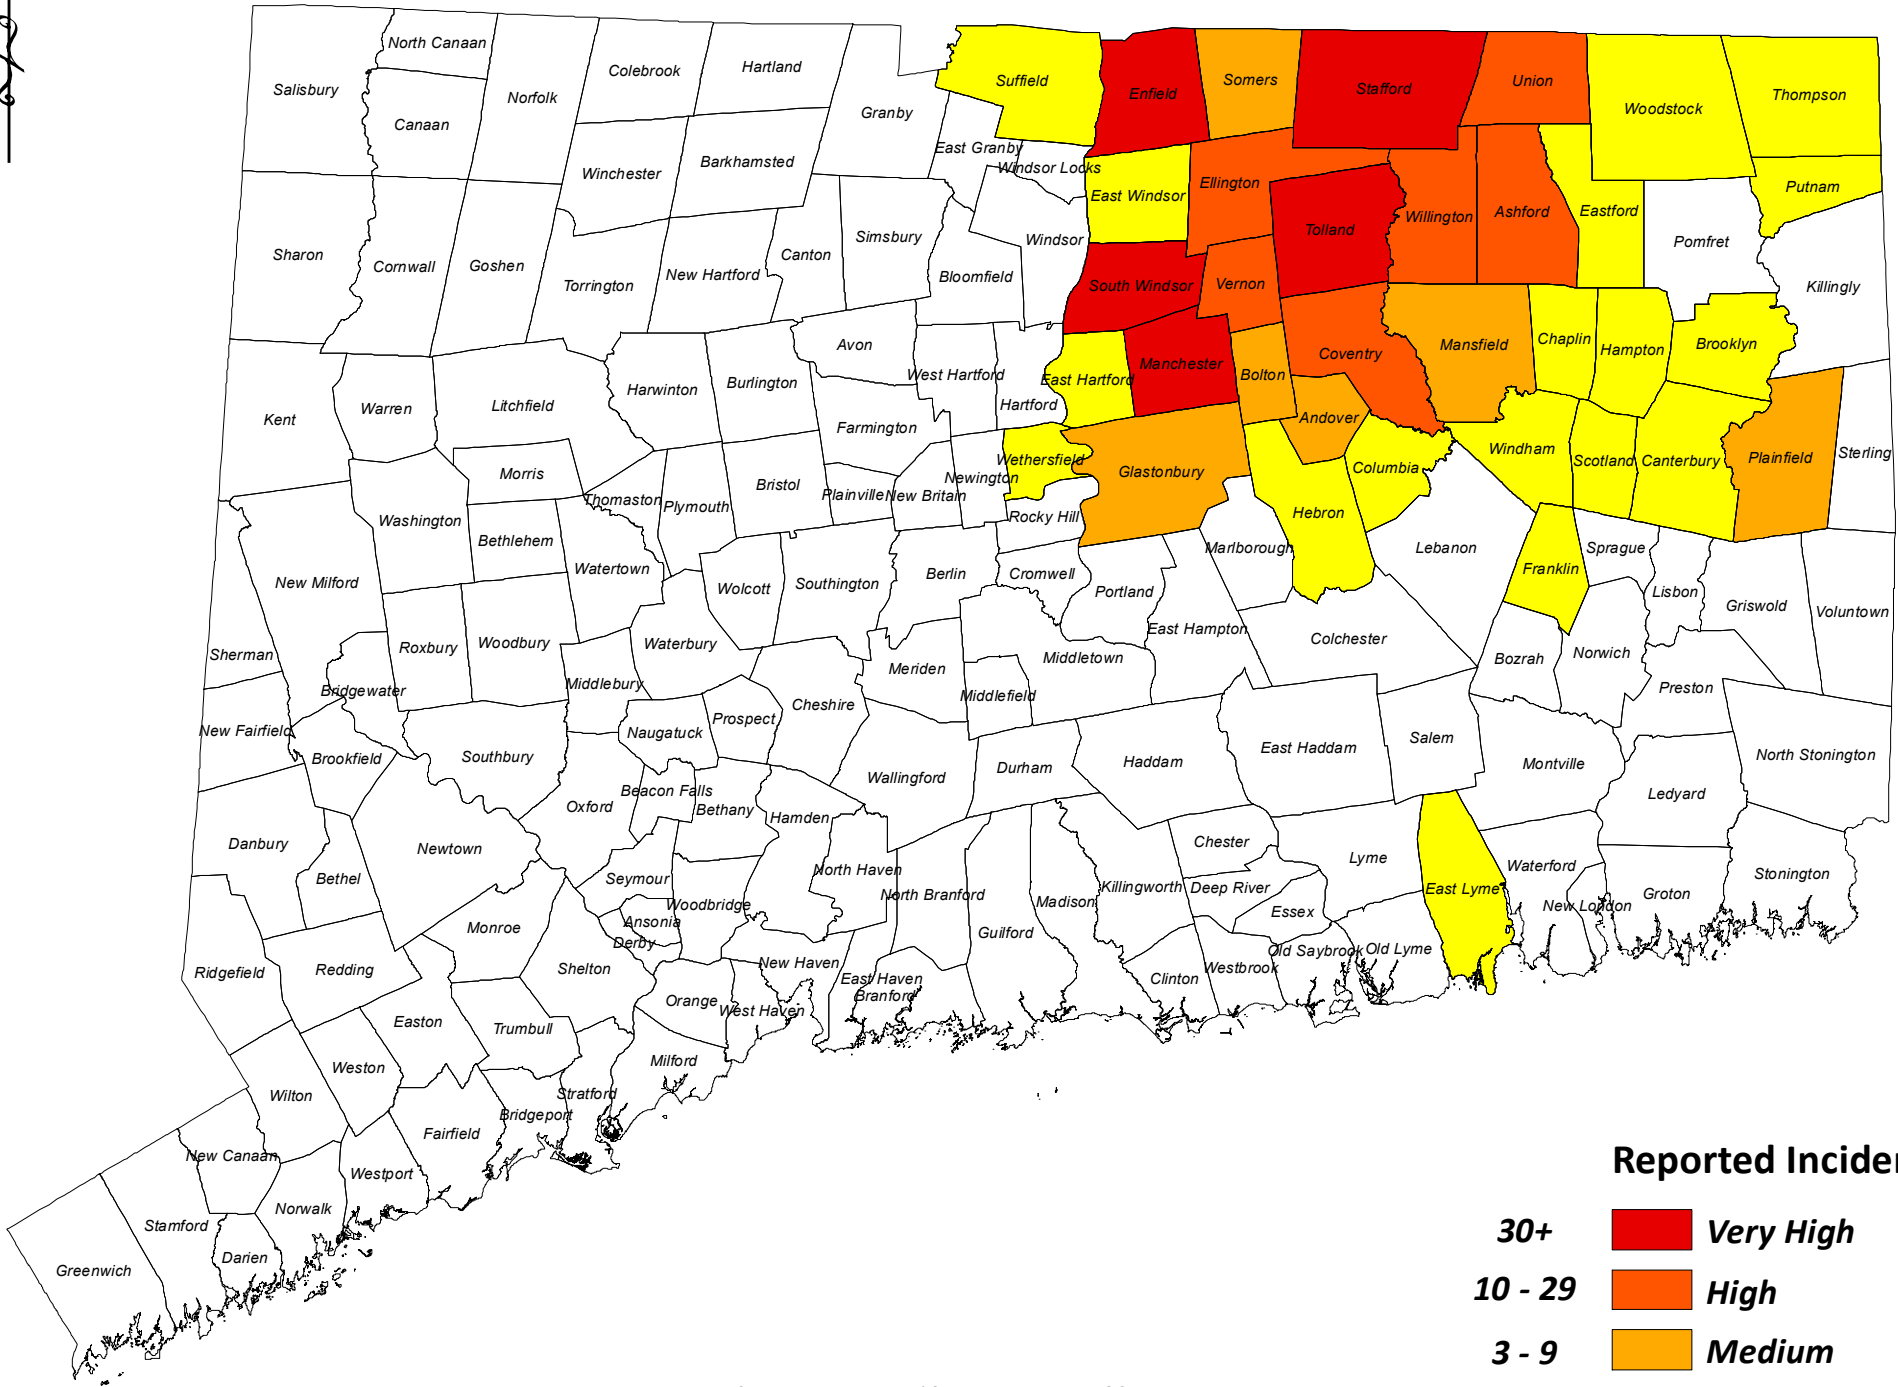 North Canaan
Salisbury
Canaan
Norfolk
Colebrook
Hartland
Granby
Suffield
Enfield
Somers
Stafford
Union
Woodstock
Thompson
East Granby
Windsor Locks
Winchester
Barkhamsted
East Windsor
Ellington
Tolland
Willington
Ashford
Eastford
Putnam
Pomfret
Killingly
Sharon
Cornwall
Goshen
Torrington
New Hartford
Canton
Simsbury
Bloomfield
Windsor
South Windsor
Vernon
Kent
Warren
Litchfield
Harwinton
Burlington
Avon
West Hartford
Hartford
East Hartford
Manchester
Bolton
Coventry
Mansfield
Chaplin
Hampton
Brooklyn
Farmington
Andover
Columbia
Windham
Scotland
Canterbury
Plainfield
Sterling
Morris
Thomaston
Plymouth
Bristol
Plainville
New Britain
Newington
Wethersfield
Glastonbury
Hebron
Rocky Hill
Washington
Bethlehem
Watertown
Wolcott
Southington
Berlin
Cromwell
Portland
Marlborough
Lebanon
Franklin
Sprague
Lisbon
Griswold
Voluntown
New Milford
Roxbury
Woodbury
Waterbury
Meriden
Middletown
East Hampton
Colchester
Bozrah
Norwich
Preston
Sherman
Bridgewater
Middlebury
Middlefield
New Fairfield
Brookfield
Southbury
Naugatuck
Prospect
Cheshire
Wallingford
Durham
Haddam
East Haddam
Salem
Montville
North Stonington
Oxford
Beacon Falls
Bethany
Hamden
Ledyard
Danbury
Bethel
Newtown
Seymour
Woodbridge
North Haven
North Branford
Madison
Killingworth
Chester
Deep River
Essex
Lyme
East Lyme
Waterford
New London
Groton
Stonington
Monroe
Ansonia
Derby
Shelton
Guilford
Ridgefield
Redding
New Haven
East Haven
Branford
Clinton
Westbrook
Old Saybrook
Old Lyme
Easton
Trumbull
Orange
West Haven
Milford
Weston
Wilton
Stratford
Bridgeport
Fairfield
New Canaan
Westport
Norwalk
Stamford
Darien
Greenwich
Reported Inciden
30+ Very High
10 - 29 High
3 - 9 Medium